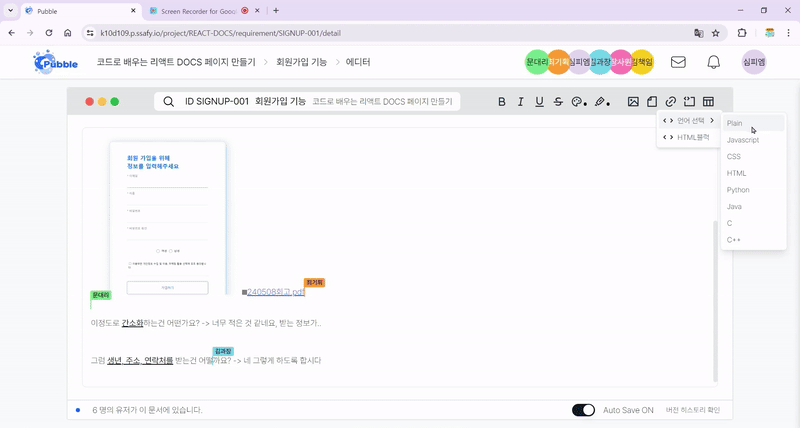 Pubble
Screen Recorder for Googl
k10d109.p.ssafy.io/project/REACT-DOCS/requirement/SIGNUP-001/detail
Pubble
코드로 배우는 리액트 DOCS 페이지 만들기 > 회원가입 기능 > 에디터
문대리 최기획 심피엠 김과장 김책임 심피엠
ID SIGNUP-001 회원가입 기능 코드로 배우는 리액트 DOCS 페이지 만들기
B I U S
언어 선택
HTML블럭
Plain
Javascript
CSS
HTML
Python
Java
C
C++
회원 가입을 위해
정보를 입력해주세요
최기획
문대리
240508회고.pdf
이정도로 간소화하는건 어떤가요? -> 너무 적은 것 같네요, 받는 정보가..
김과장
그럼 생년, 주소, 연락처를 받는건 어떨까요? -> 네 그렇게 하도록 합시다
6 명의 유저가 이 문서에 있습니다.
Auto Save ON
버전 히스토리 확인